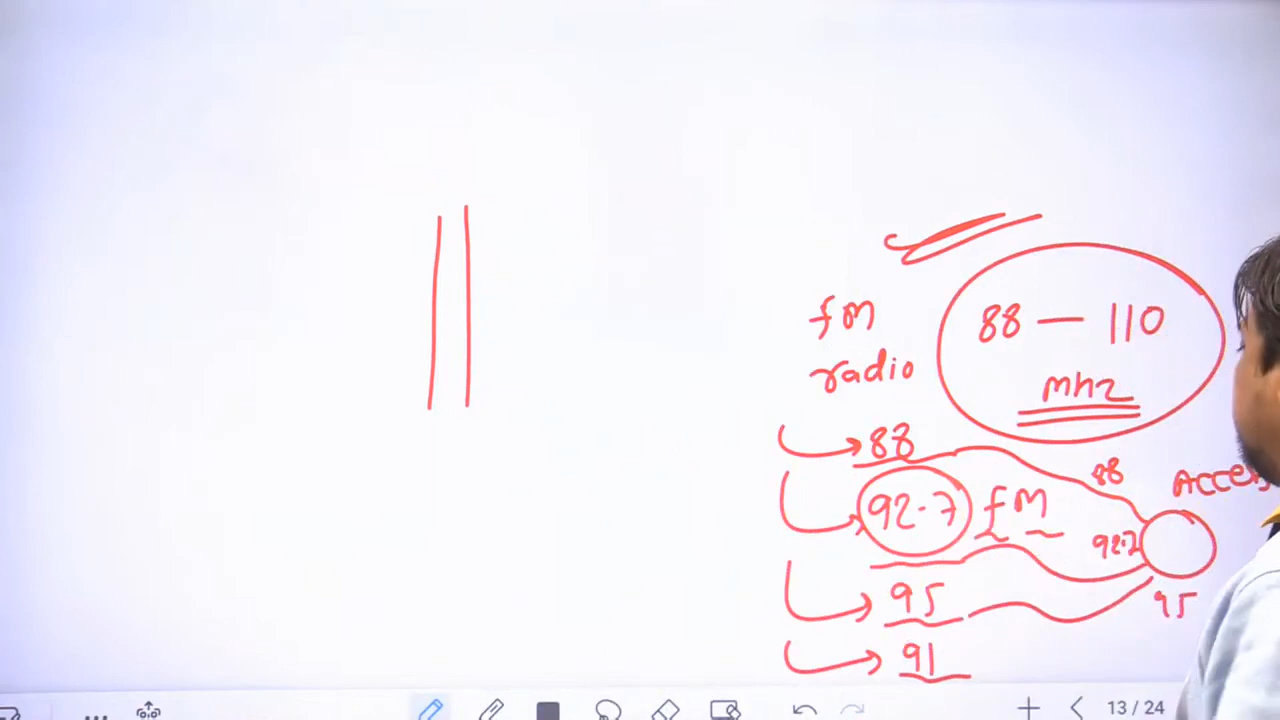 fm
radio
88 — 110
mhz
88
92.7 fm
95
91
88
92.7
95
13/24